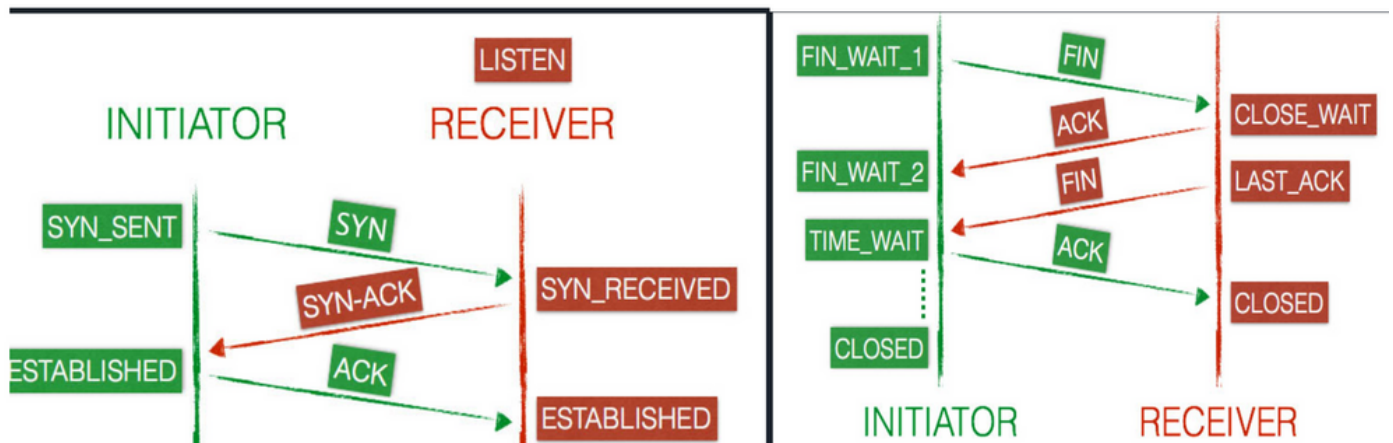 LISTEN
INITIATOR
RECEIVER
SYN_SENT
SYN
SYN_RECEIVED
SYN-ACK
ESTABLISHED
ACK
ESTABLISHED
FIN_WAIT_1
FIN
CLOSE_WAIT
ACK
FIN_WAIT_2
FIN
LAST_ACK
TIME_WAIT
ACK
CLOSED
CLOSED
INITIATOR
RECEIVER